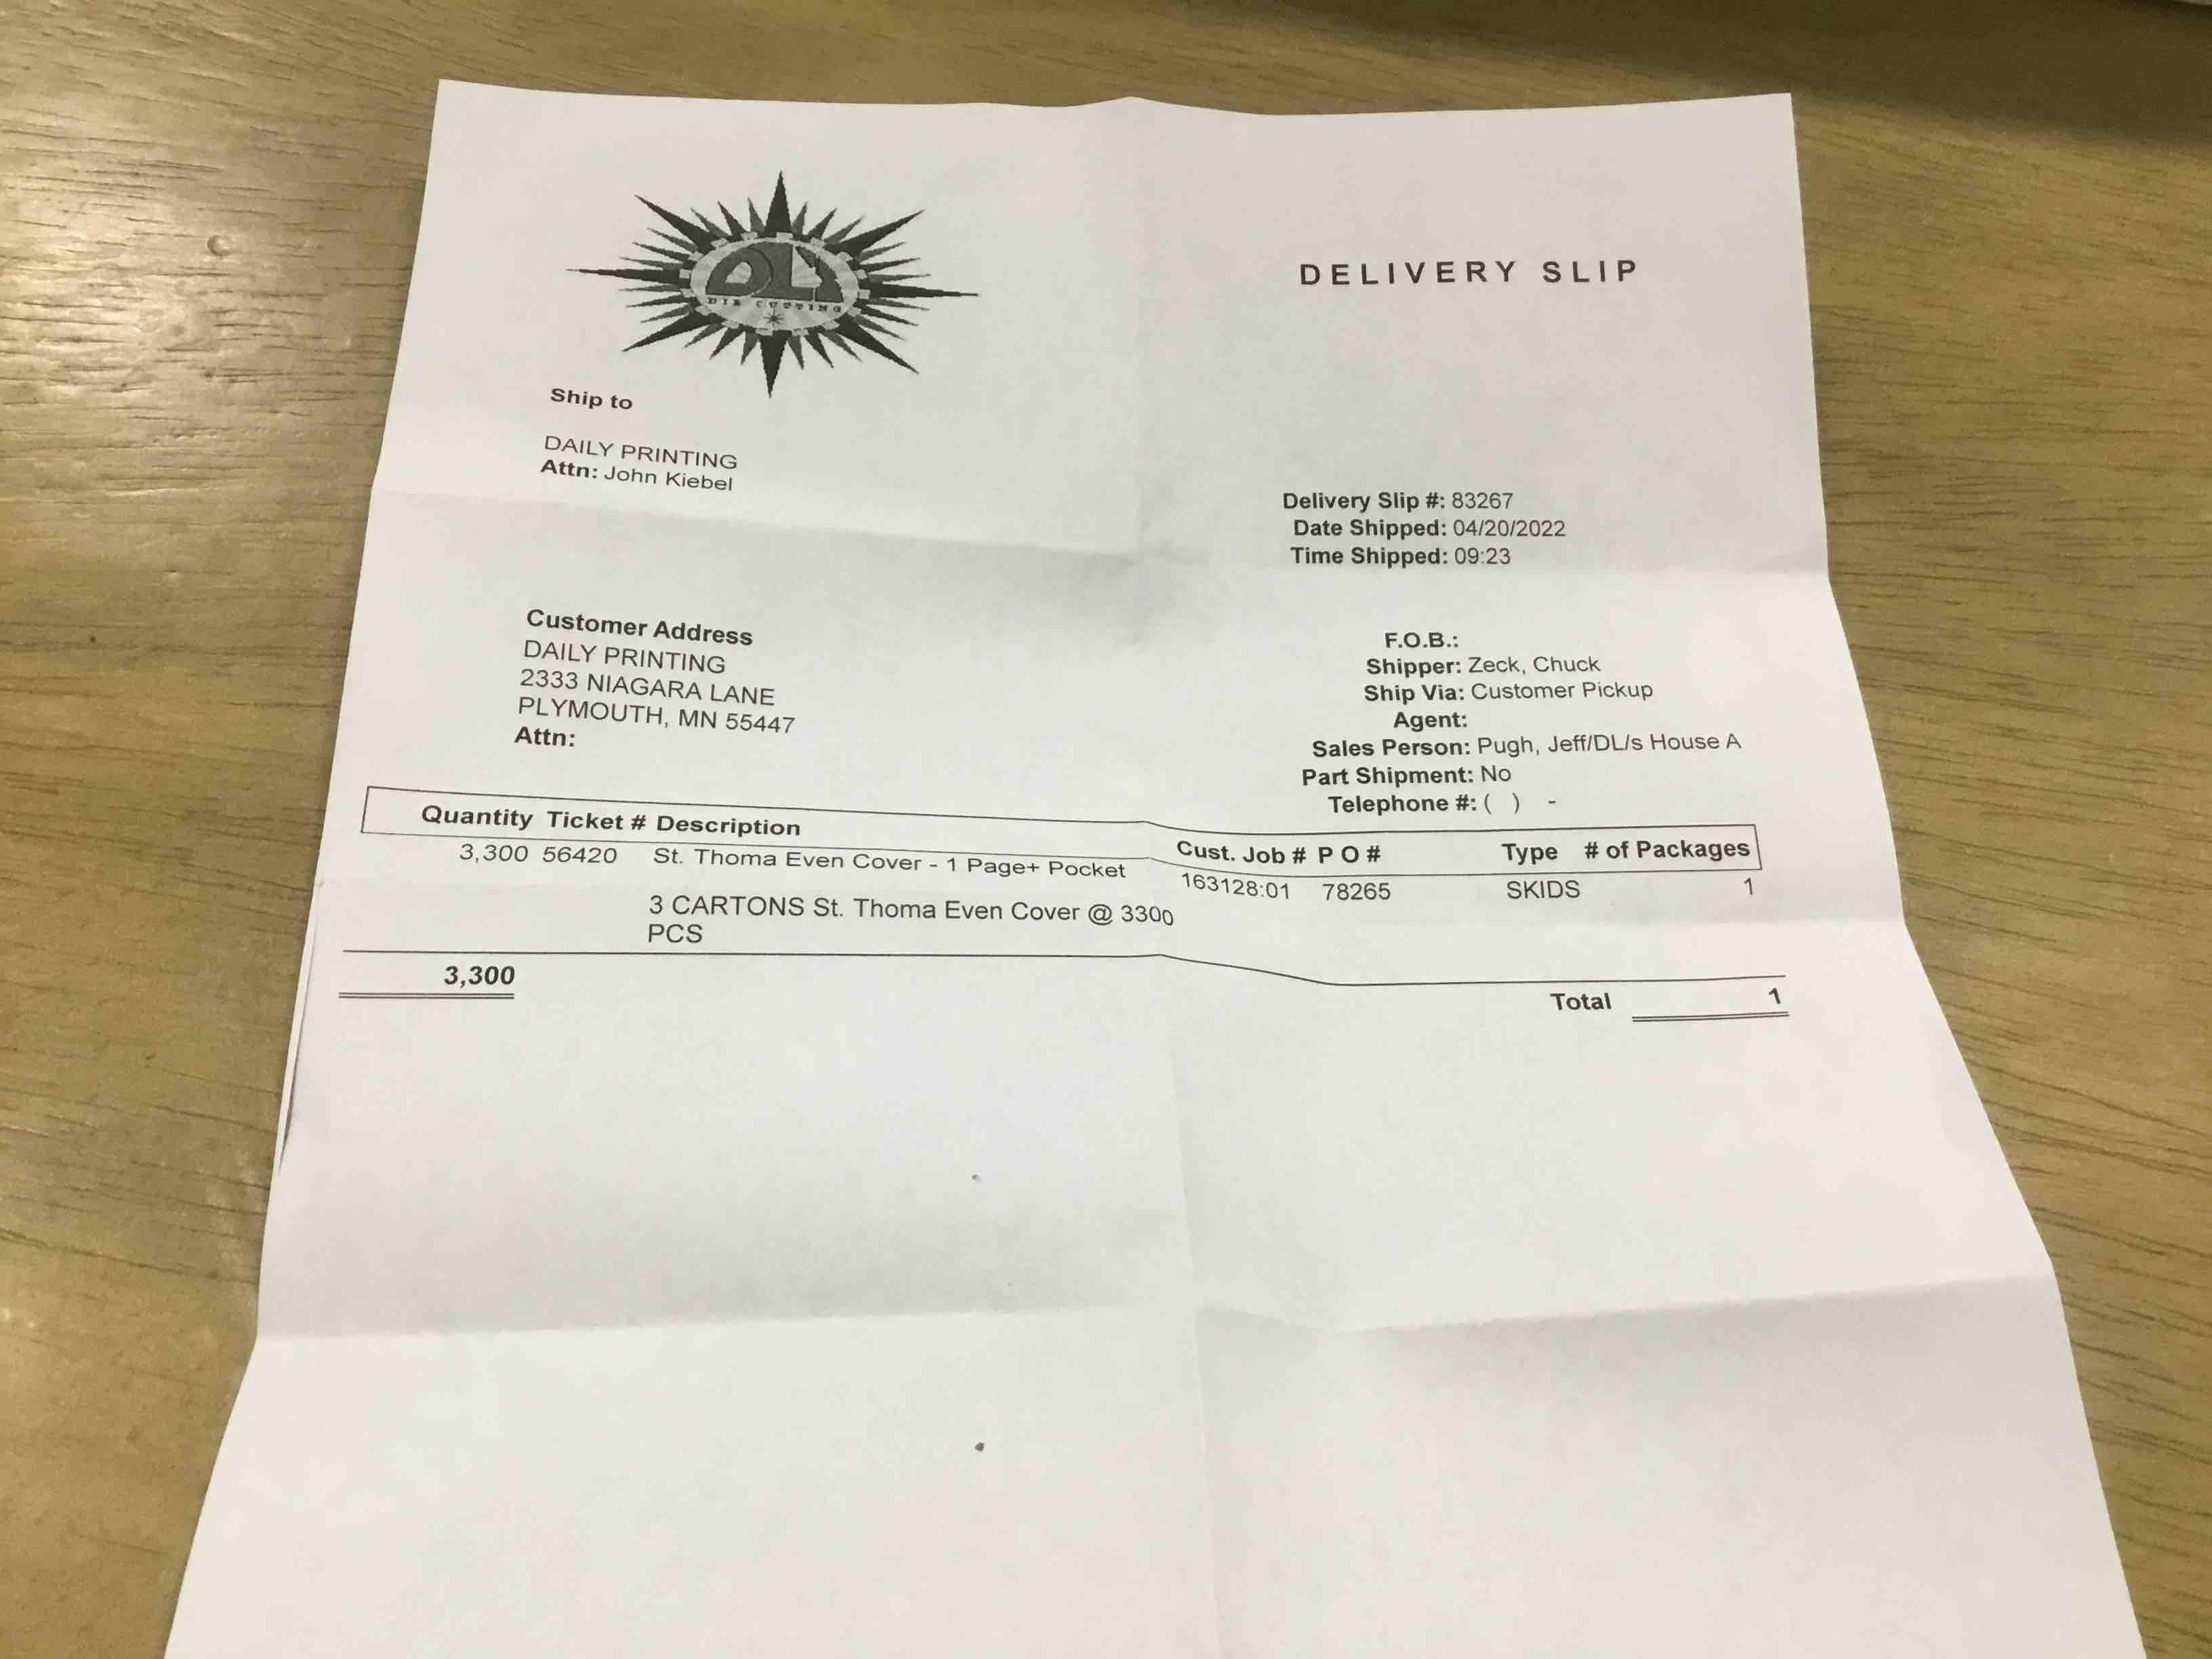 DIE CUTTING
DELIVERY SLIP
Ship to
DAILY PRINTING
Attn: John Kiebel
Delivery Slip #: 83267
Date Shipped: 04/20/2022
Time Shipped: 09:23
Customer Address
DAILY PRINTING
2333 NIAGARA LANE
PLYMOUTH, MN 55447
Attn:
F.O.B.:
Shipper: Zeck, Chuck
Ship Via: Customer Pickup
Agent:
Sales Person: Pugh, Jeff/DL/s House A
Part Shipment: No
Telephone #: ( ) -
Quantity Ticket # Description Cust. Job # P O # Type # of Packages
3,300 56420 St. Thoma Even Cover - 1 Page+ Pocket 163128:01 78265 SKIDS 1
3 CARTONS St. Thoma Even Cover @ 3300
PCS
3,300 Total 1